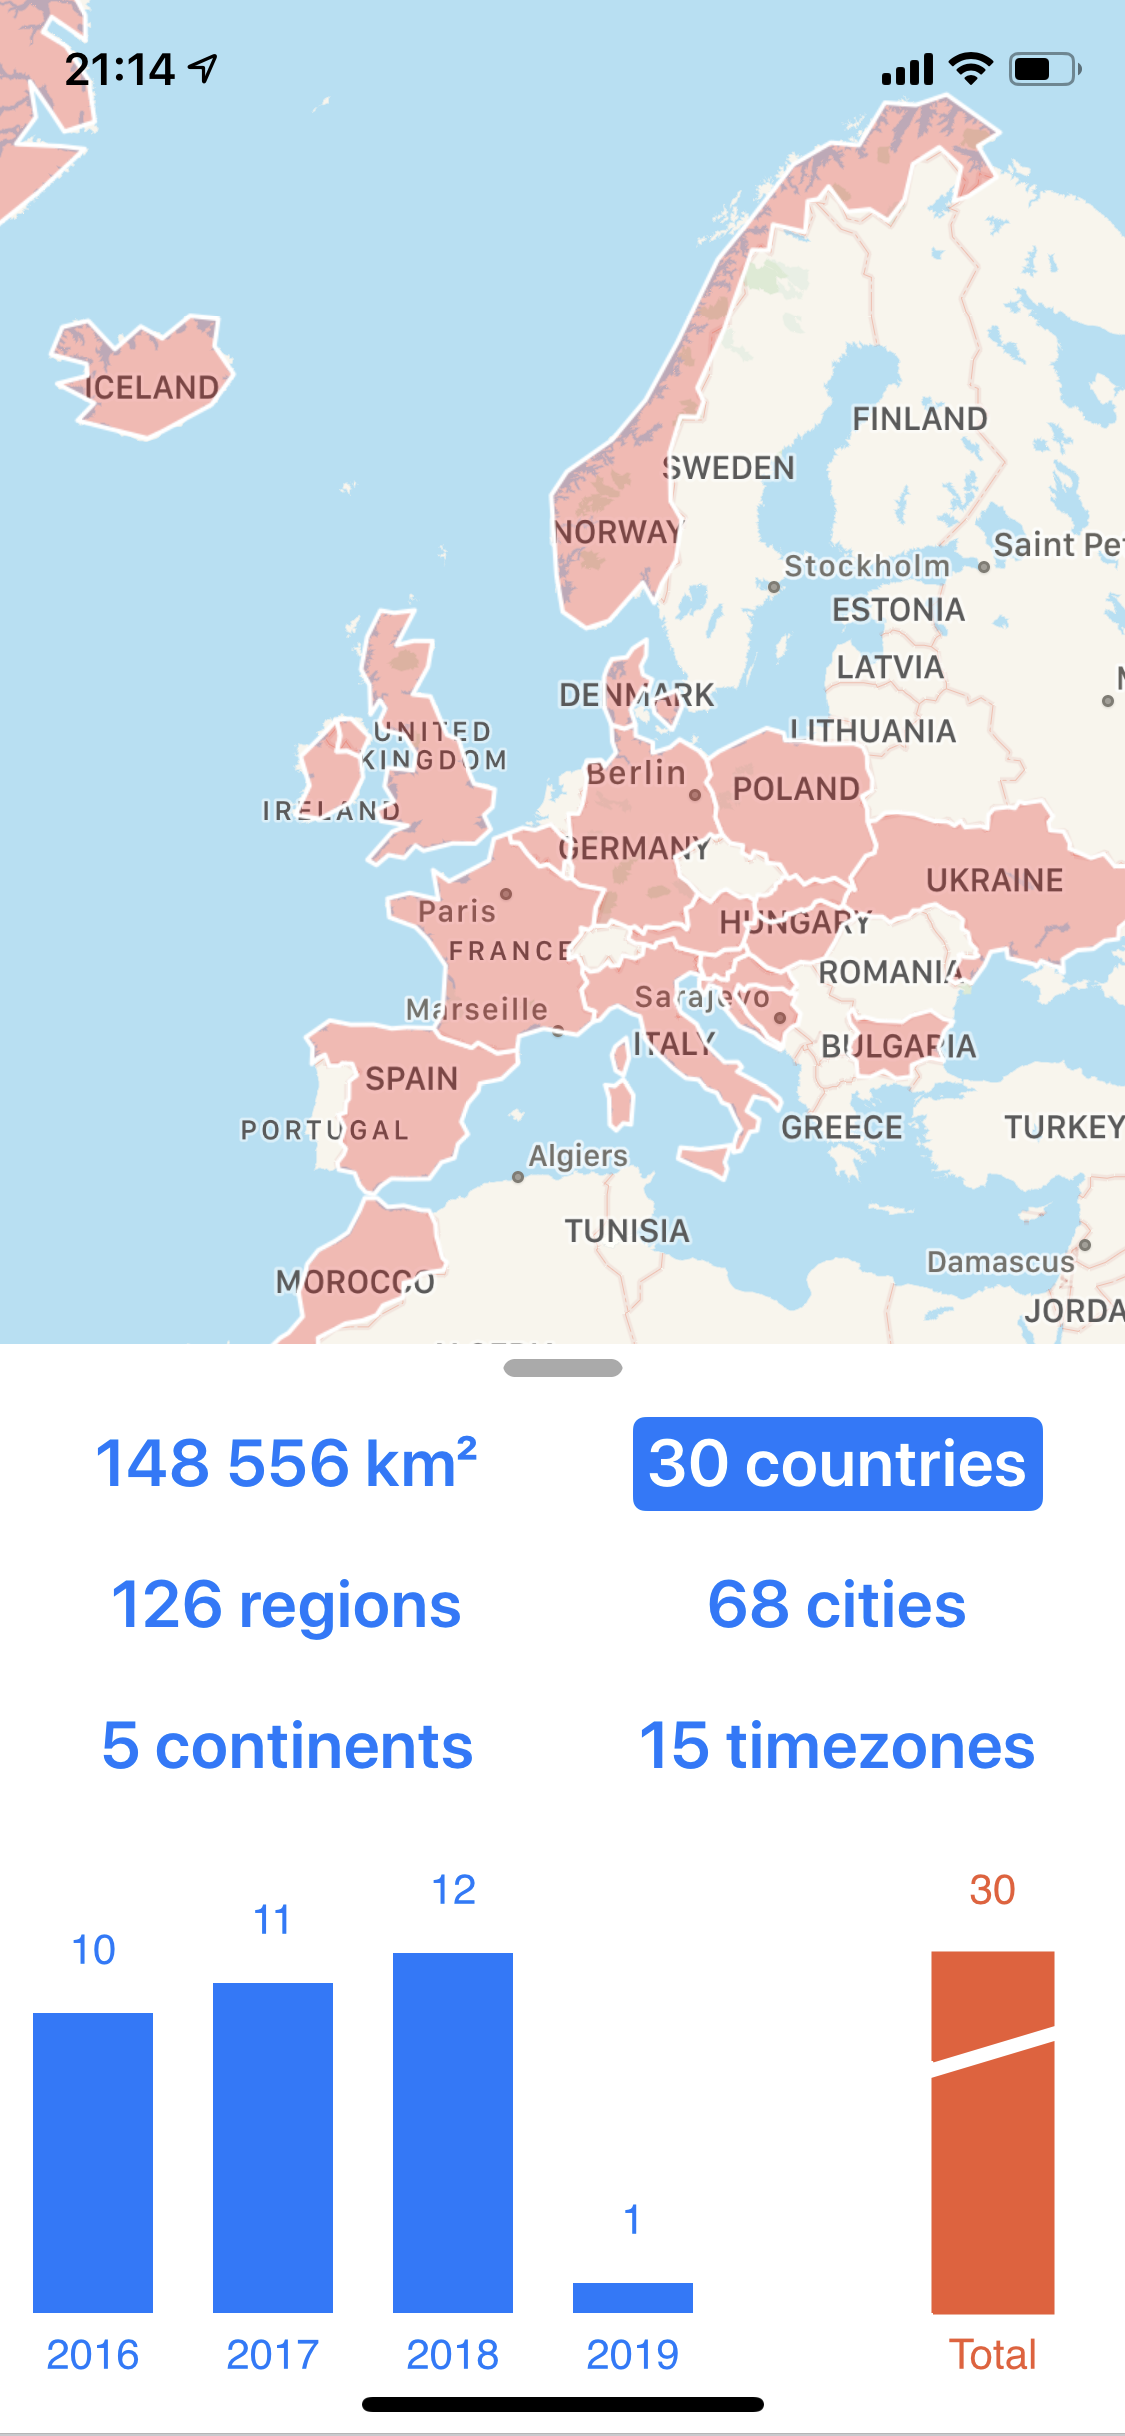 21:14
ICELAND
FINLAND
SWEDEN
NORWAY
Saint Pe
Stockholm
ESTONIA
LATVIA
DENMARK
LITHUANIA
UNITED
KINGDOM
Berlin
POLAND
IRELAND
GERMANY
UKRAINE
Paris
HUNGARY
FRANCE
ROMANIA
Sarajevo
Marseille
ITALY
BULGARIA
SPAIN
PORTUGAL
GREECE
TURKEY
Algiers
TUNISIA
Damascus
MOROCCO
JORDA
148 556 km²
30 countries
126 regions
68 cities
5 continents
15 timezones
10
11
12
1
30
2016
2017
2018
2019
Total